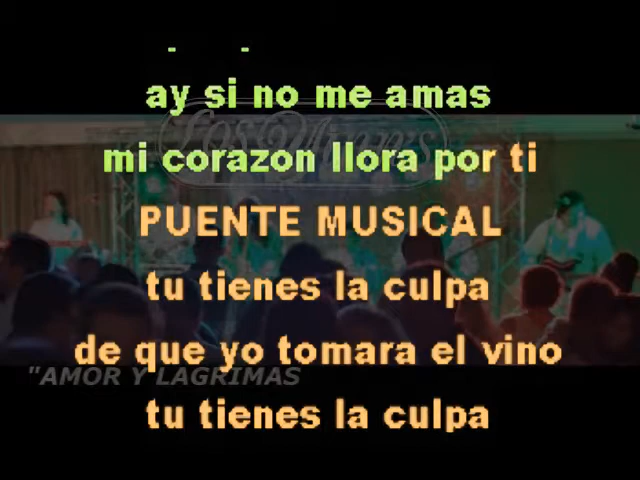 - -
ay si no me amas
Los
mi corazon llora por ti
PUENTE MUSICAL
tu tienes la culpa
de que yo tomara el vino
"AMOR Y LAGRIMAS
tu tienes la culpa